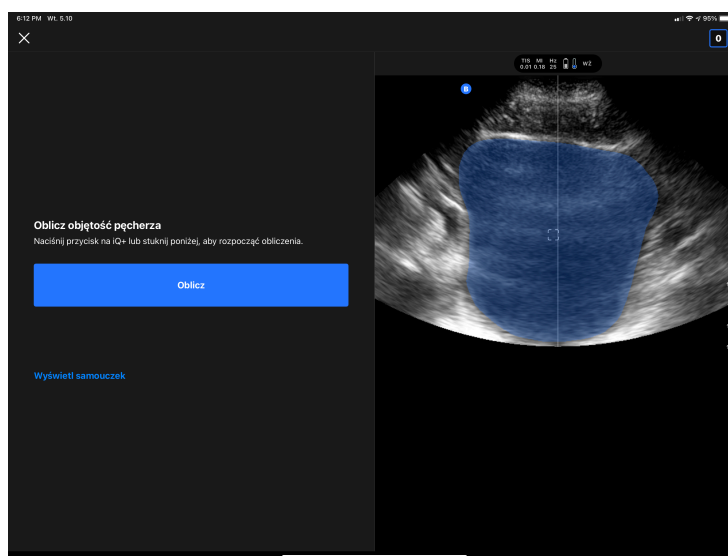 6:12 PM Wt. 5.10
95%
0
TIS MI Hz
0.01 0.18 25 WŻ
B
Oblicz objętość pęcherza
Naciśnij przycisk na iQ+ lub stuknij poniżej, aby rozpocząć obliczenia.
Oblicz
Wyświetl samouczek